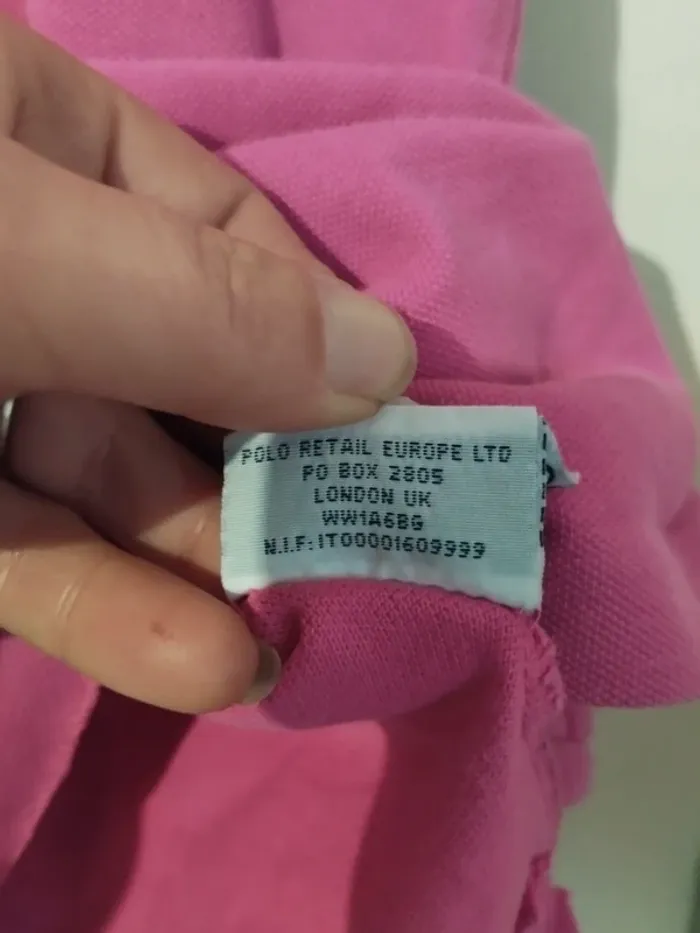 POLO RETAIL EUROPE LTD
PO BOX 2805
LONDON UK
WW1A6BG
N.I.F: IT00001609999